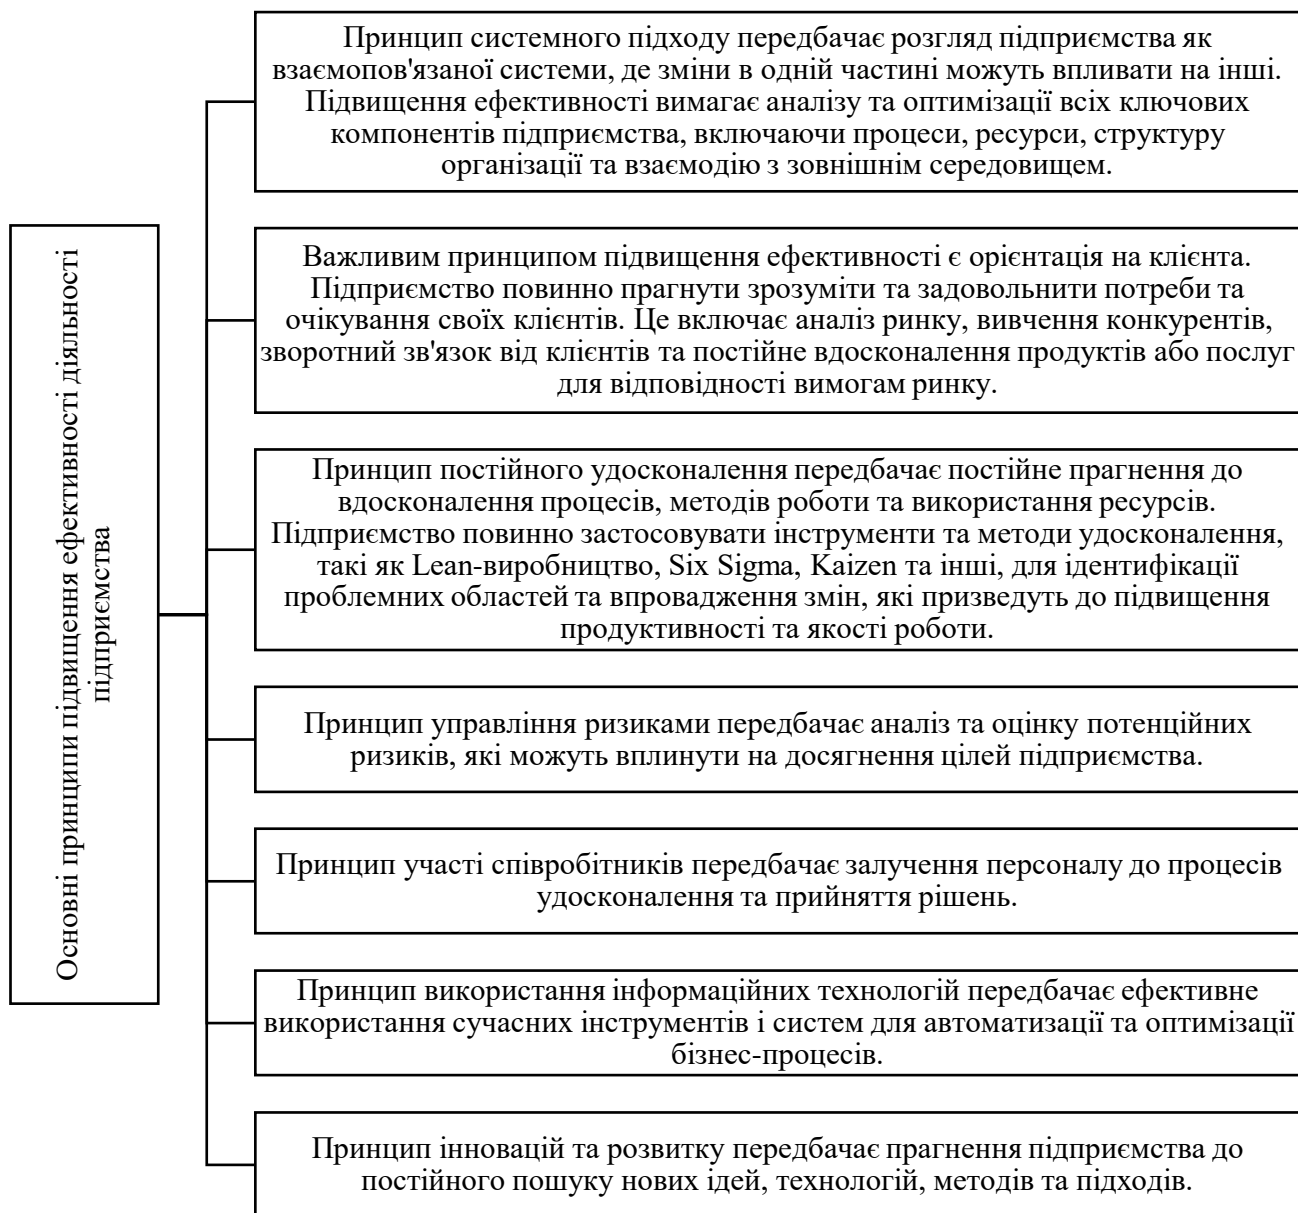 Основні принципи підвищення ефективності діяльності
підприємства
Принцип системного підходу передбачає розгляд підприємства як
взаємопов'язаної системи, де зміни в одній частині можуть впливати на інші.
Підвищення ефективності вимагає аналізу та оптимізації всіх ключових
компонентів підприємства, включаючи процеси, ресурси, структуру
організації та взаємодію з зовнішнім середовищем.
Важливим принципом підвищення ефективності є орієнтація на клієнта.
Підприємство повинно прагнути зрозуміти та задовольнити потреби та
очікування своїх клієнтів. Це включає аналіз ринку, вивчення конкурентів,
зворотний зв'язок від клієнтів та постійне вдосконалення продуктів або послуг
для відповідності вимогам ринку.
Принцип постійного удосконалення передбачає постійне прагнення до
вдосконалення процесів, методів роботи та використання ресурсів.
Підприємство повинно застосовувати інструменти та методи удосконалення,
такі як Lean-виробництво, Six Sigma, Kaizen та інші, для ідентифікації
проблемних областей та впровадження змін, які призведуть до підвищення
продуктивності та якості роботи.
Принцип управління ризиками передбачає аналіз та оцінку потенційних
ризиків, які можуть вплинути на досягнення цілей підприємства.
Принцип участі співробітників передбачає залучення персоналу до процесів
удосконалення та прийняття рішень.
Принцип використання інформаційних технологій передбачає ефективне
використання сучасних інструментів і систем для автоматизації та оптимізації
бізнес-процесів.
Принцип інновацій та розвитку передбачає прагнення підприємства до
постійного пошуку нових ідей, технологій, методів та підходів.